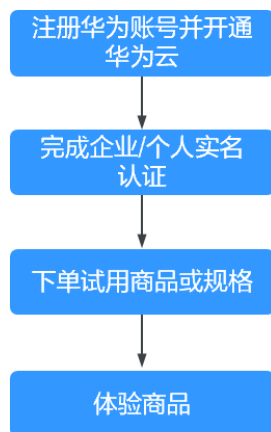 注册华为账号并开通
华为云
完成企业/个人实名
认证
下单试用商品或规格
体验商品